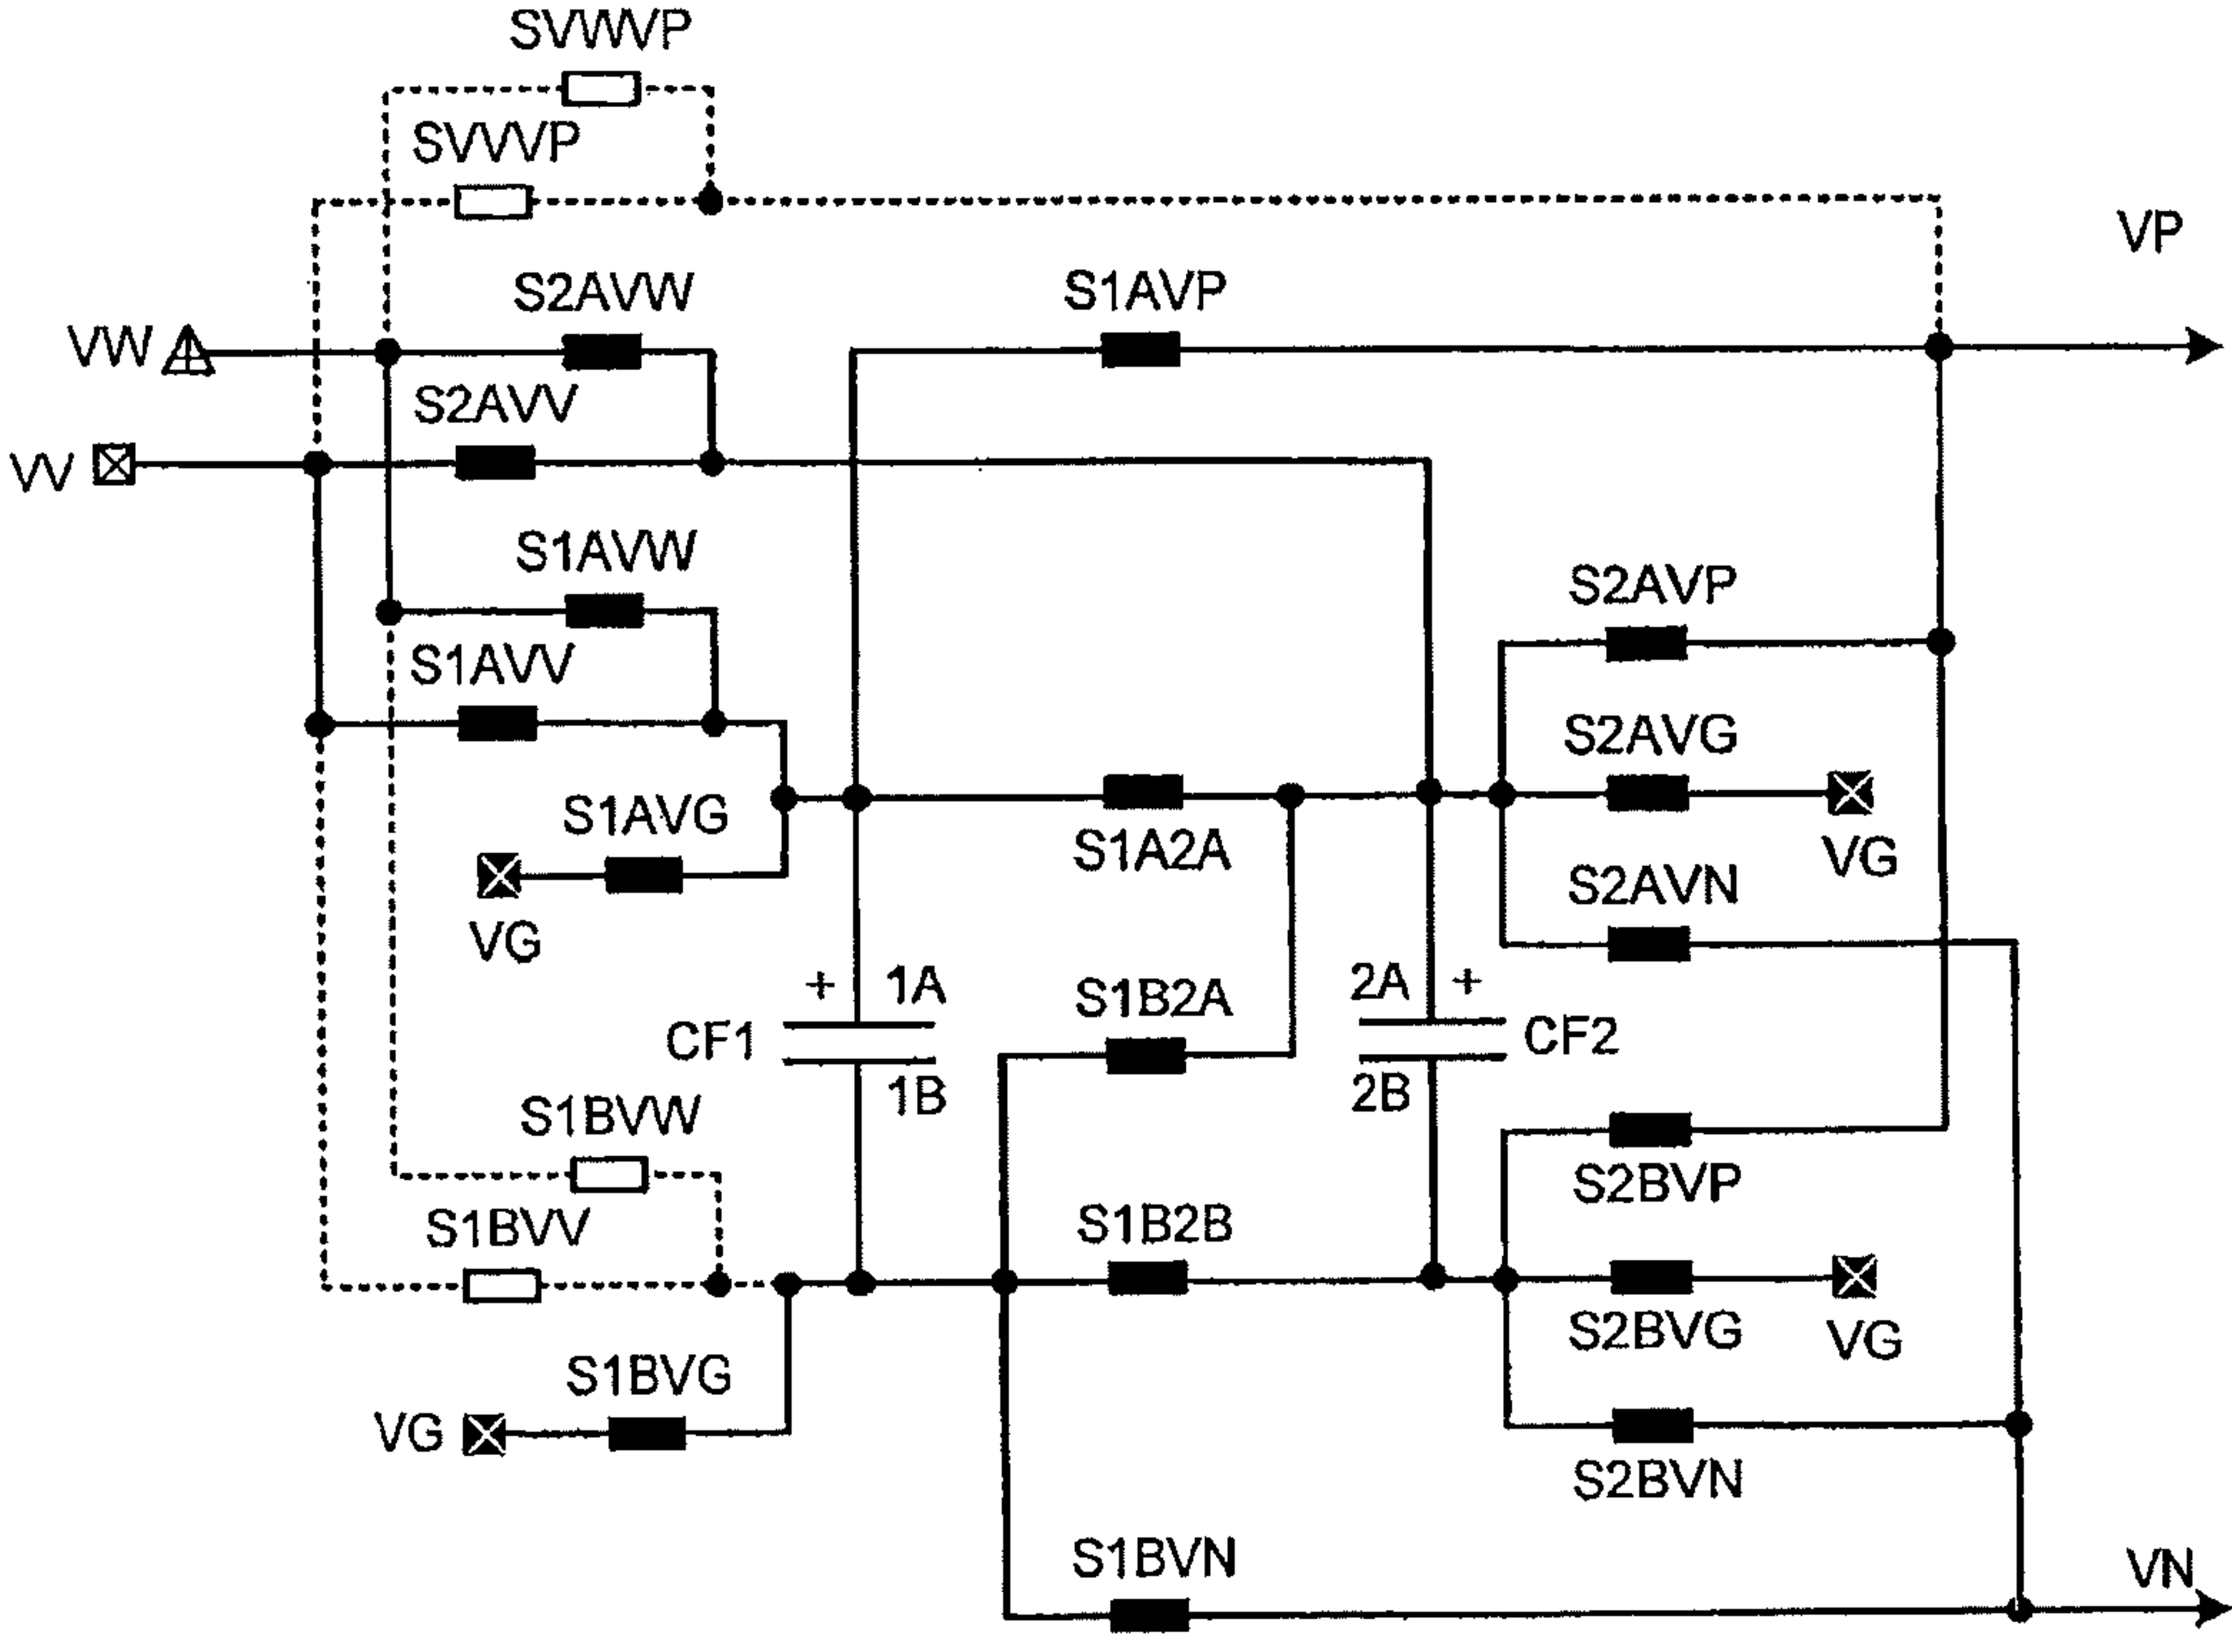 SVWVP
SVVVP
VP
S2AVW
S1AVP
VW
S2AVV
VV
S1AVW
S2AVP
S1AVV
S2AVG
S1AVG
S1A2A
VG
S2AVN
VG
+ 1A
S1B2A
2A +
CF1
CF2
1B
2B
S1BVW
S2BVP
S1BVV
S1B2B
S2BVG
VG
S1BVG
VG
S2BVN
S1BVN
VN